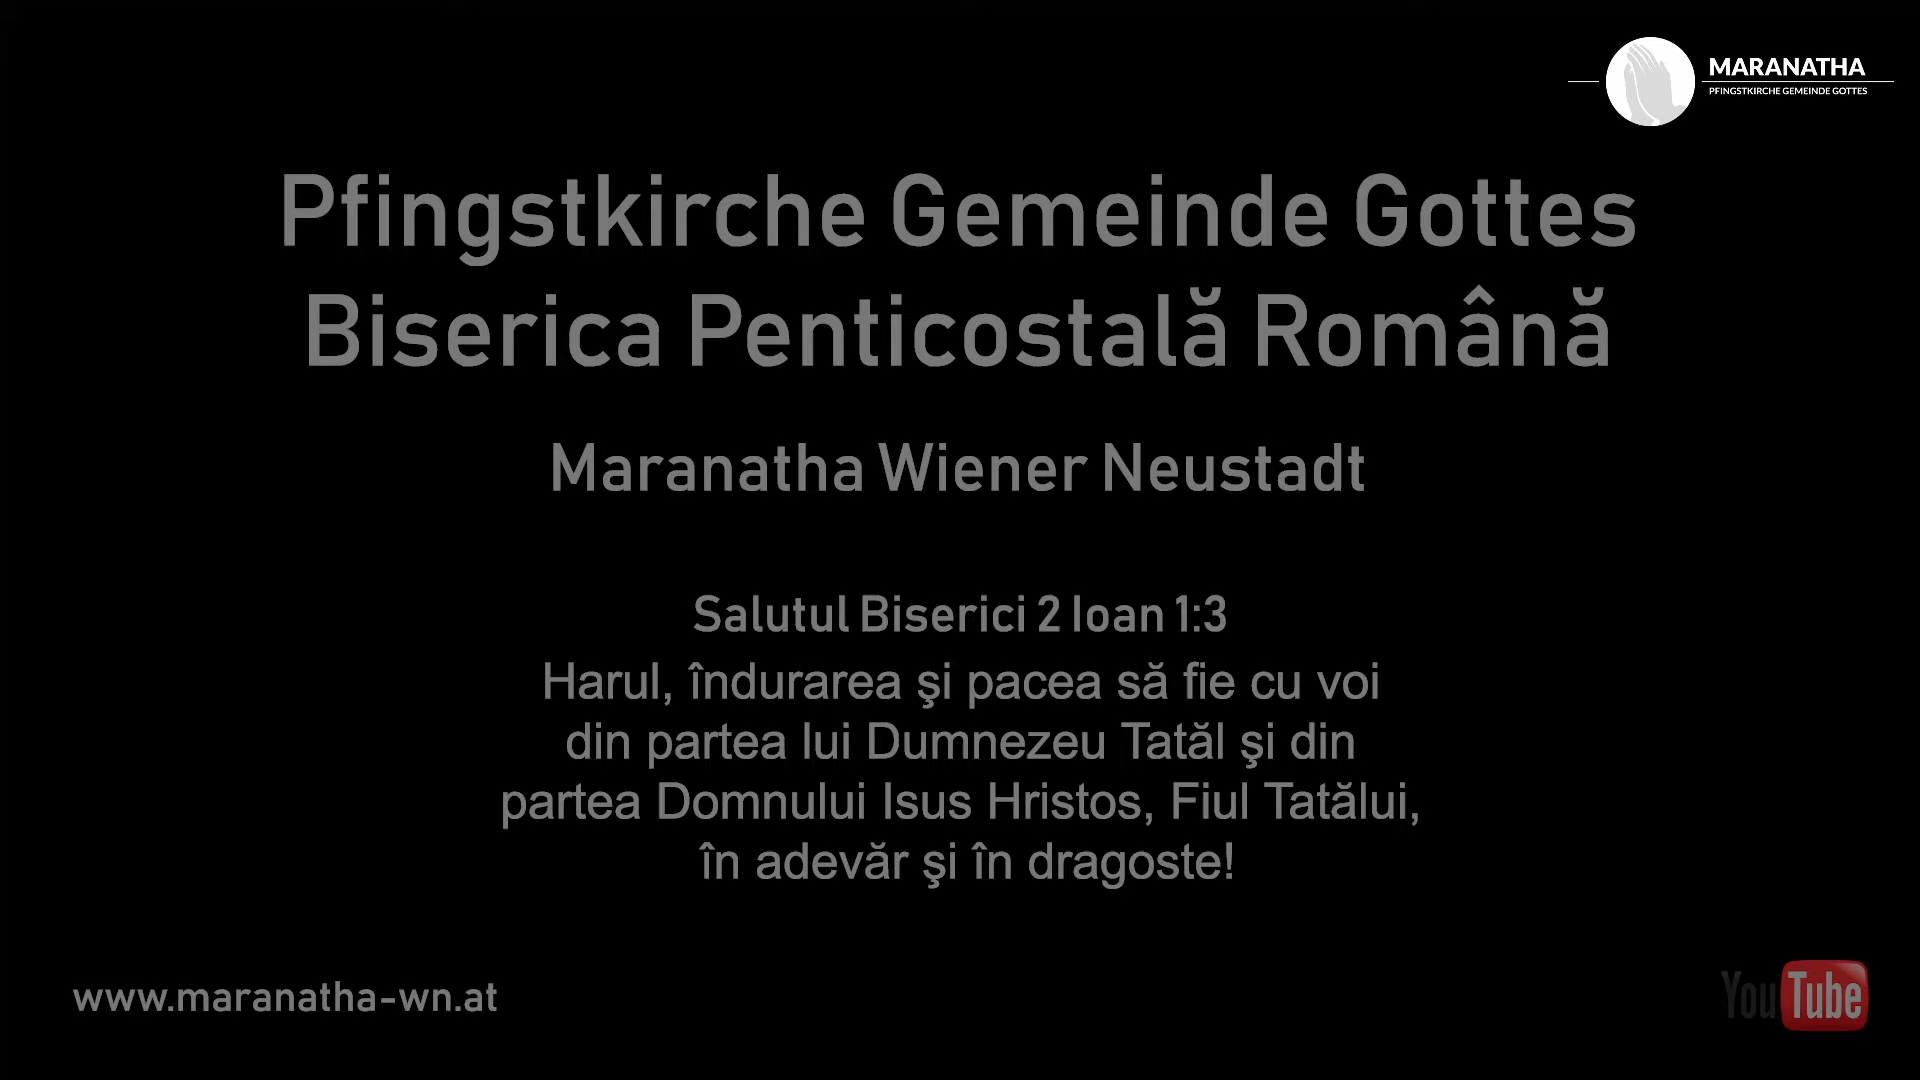 MARANATHA
PFINGSTKIRCHE GEMEINDE GOTTES
Pfingstkirche Gemeinde Gottes
Biserica Penticostală Română
Maranatha Wiener Neustadt
Salutul Biserici 2 Ioan 1:3
Harul, îndurarea şi pacea să fie cu voi
din partea lui Dumnezeu Tatăl şi din
partea Domnului Isus Hristos, Fiul Tatălui,
în adevăr şi în dragoste!
www.maranatha-wn.at
YouTube